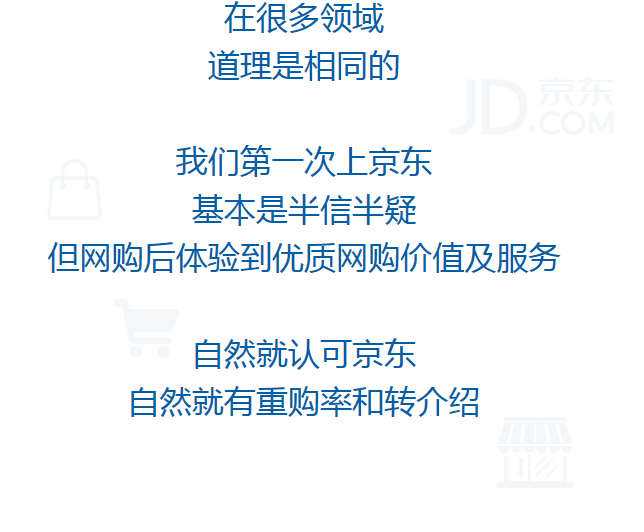 在很多领域
道理是相同的
JD京东
.COM
我们第一次上京东
基本是半信半疑
但网购后体验到优质网购价值及服务
自然就认可京东
自然就有重购率和转介绍